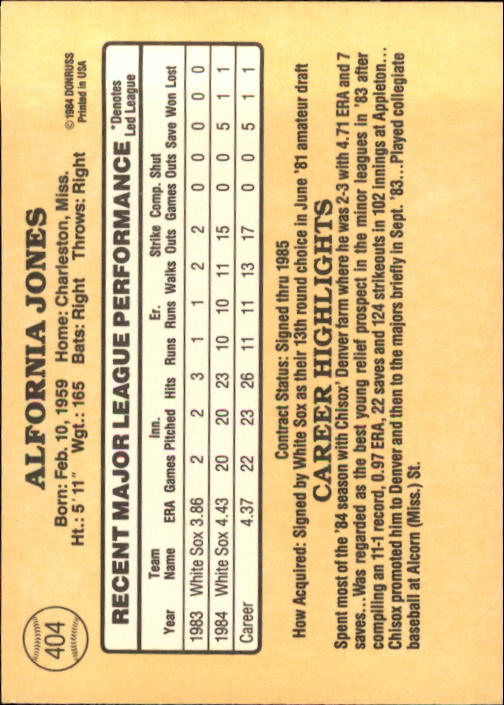 404
© 1984 DONRUSS
Printed in USA
ALFORNIA JONES
Born: Feb. 10, 1959 Home: Charleston, Miss.
Ht.: 5' 11" Wgt.: 165 Bats: Right Throws: Right
RECENT MAJOR LEAGUE PERFORMANCE *Denotes Led League
Team Inn. Er. Strike Comp. Shut
Year Name ERA Games Pitched Hits Runs Runs Walks Outs Games Outs Save Won Lost
1983 White Sox 3.86 2 2 3 1 1 2 2 0 0 0 0 0
1984 White Sox 4.43 20 20 23 10 10 11 15 0 0 5 1 1
Career 4.37 22 23 26 11 11 13 17 0 0 5 1 1
Contract Status: Signed thru 1985
How Acquired: Signed by White Sox as their 13th round choice in June '81 amateur draft
CAREER HIGHLIGHTS
Spent most of the '84 season with Chisox' Denver farm where he was 2-3 with 4.71 ERA and 7
saves...Was regarded as the best young relief prospect in the minor leagues in '83 after
compiling an 11-1 record, 0.97 ERA, 22 saves and 124 strikeouts in 102 innings at Appleton...
Chisox promoted him to Denver and then to the majors briefly in Sept. '83...Played collegiate
baseball at Alcorn (Miss.) St.